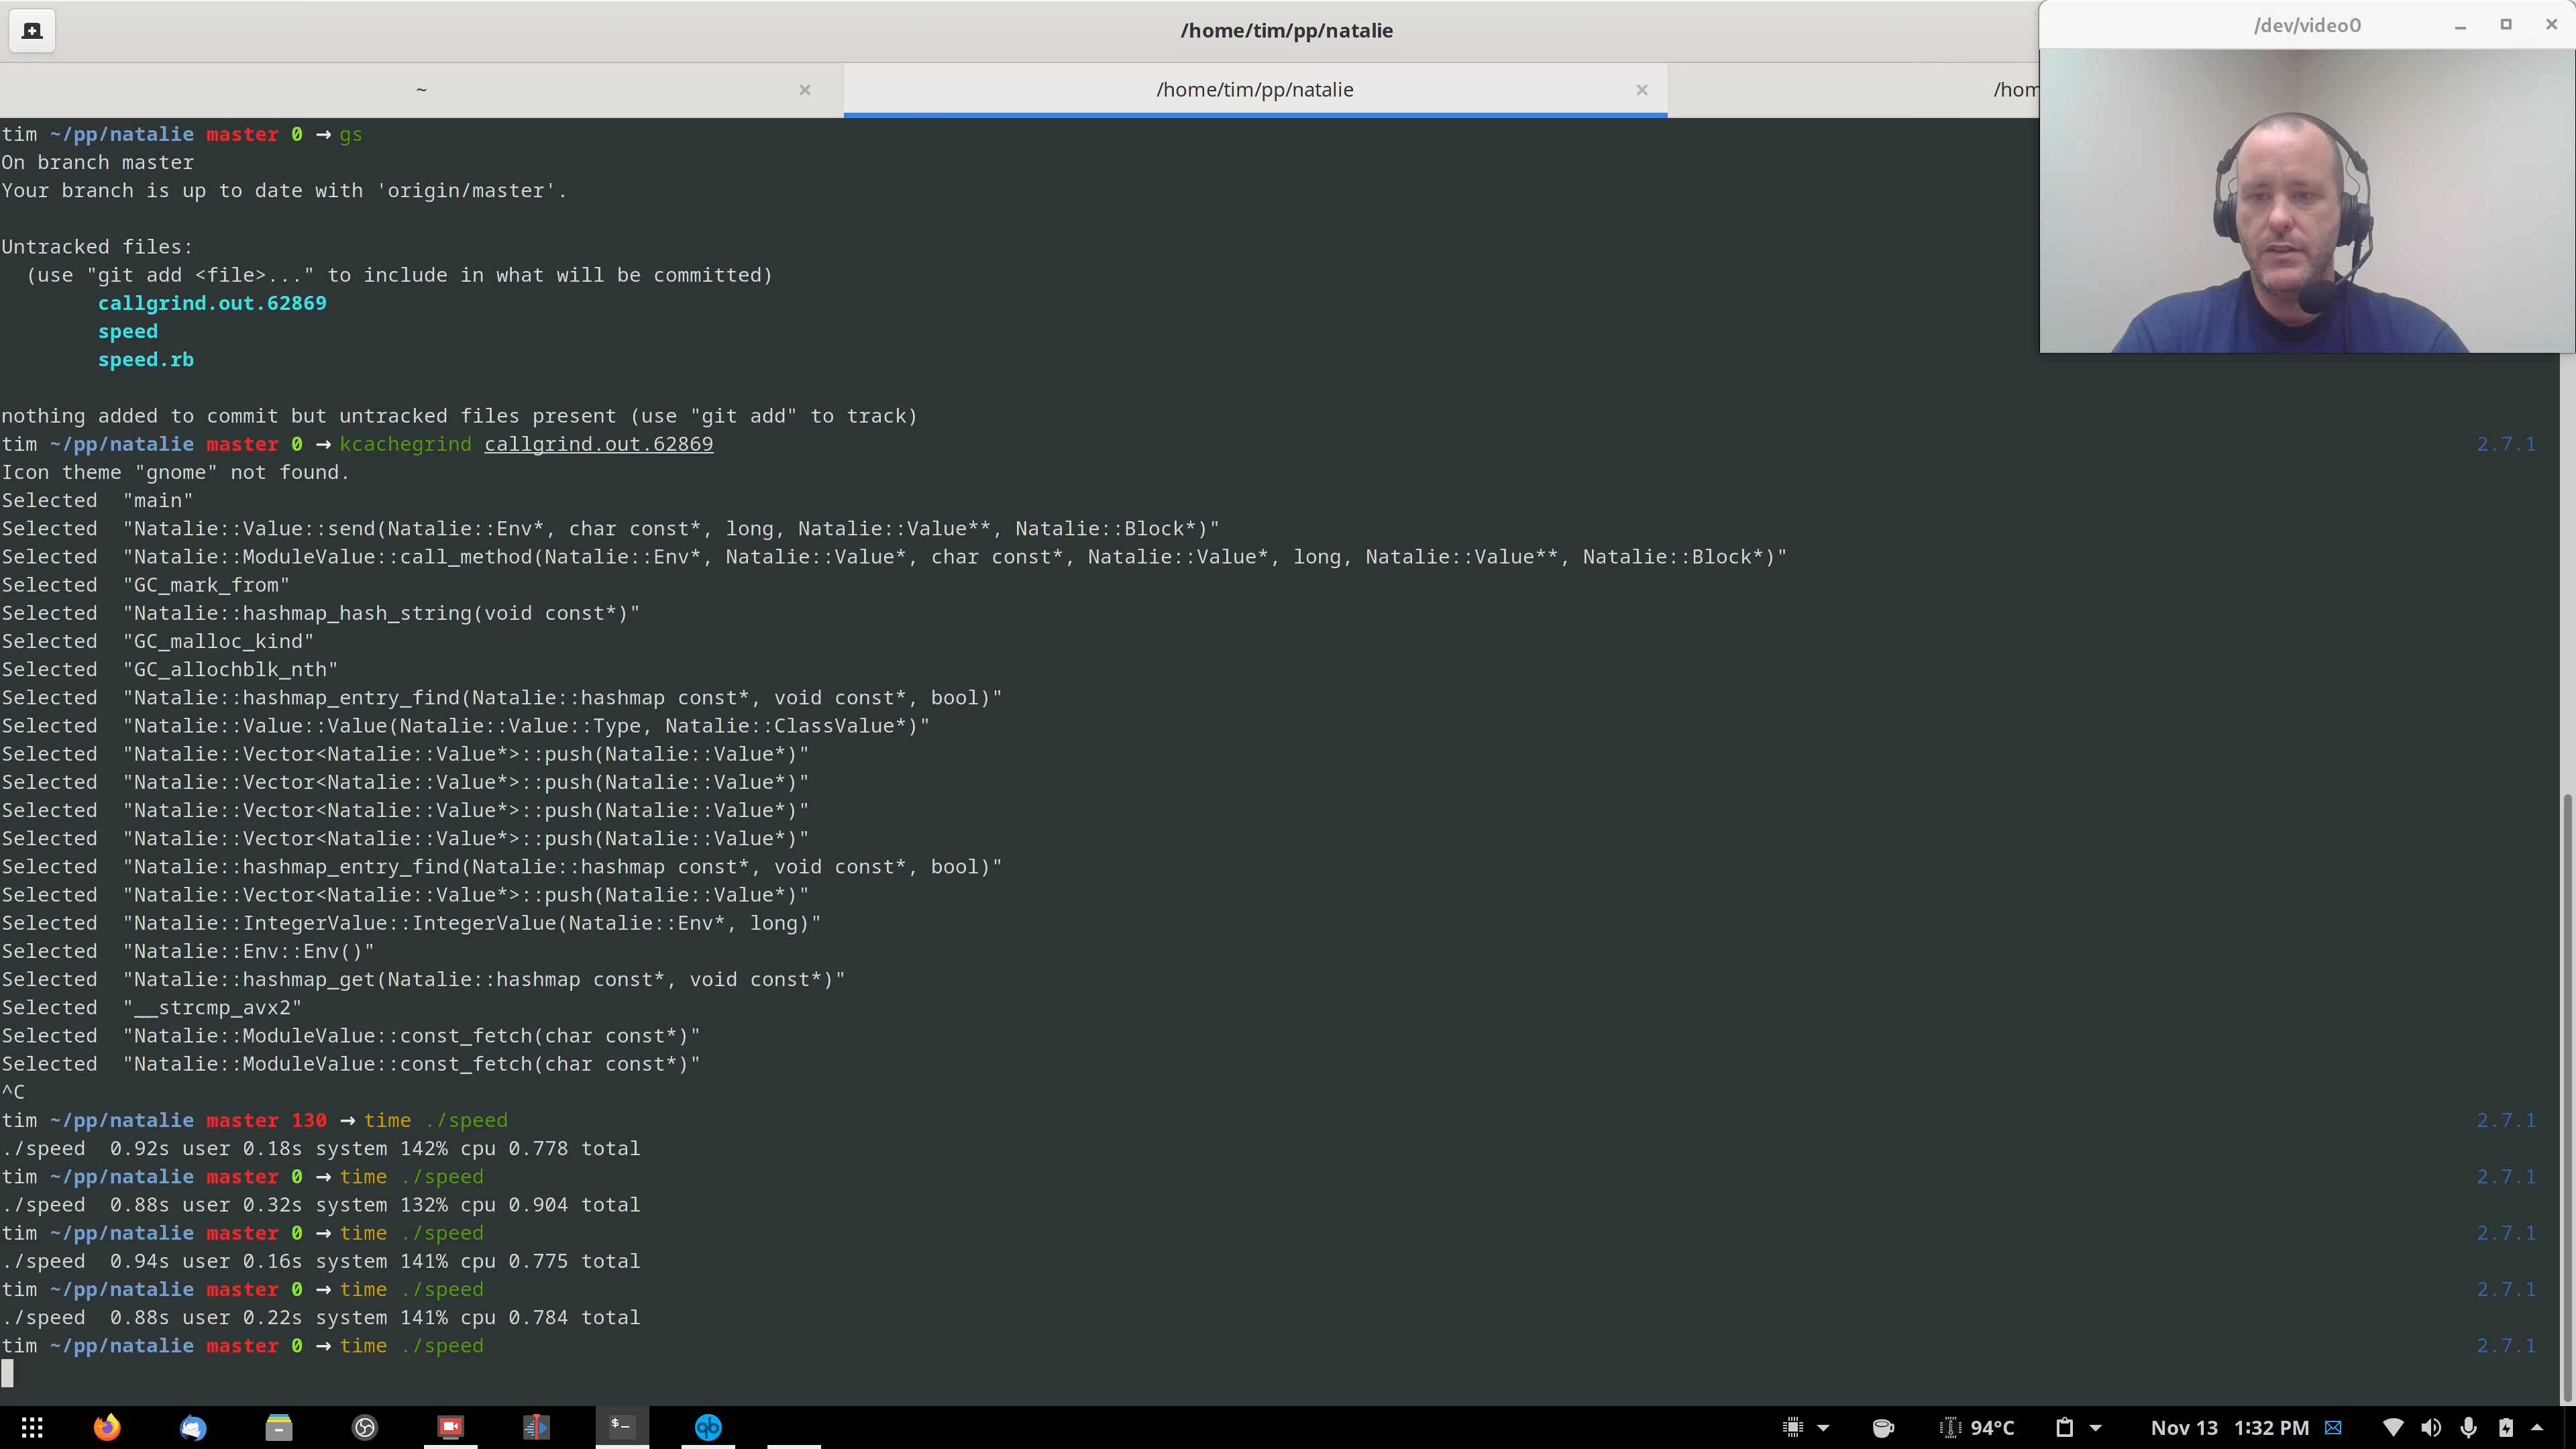 /home/tim/pp/natalie
/dev/video0
~
/home/tim/pp/natalie
/hom
tim ~/pp/natalie master 0 → gs
On branch master
Your branch is up to date with 'origin/master'.
Untracked files:
(use "git add <file>..." to include in what will be committed)
callgrind.out.62869
speed
speed.rb
nothing added to commit but untracked files present (use "git add" to track)
tim ~/pp/natalie master 0 → kcachegrind callgrind.out.62869 2.7.1
Icon theme "gnome" not found.
Selected "main"
Selected "Natalie::Value::send(Natalie::Env*, char const*, long, Natalie::Value**, Natalie::Block*)"
Selected "Natalie::ModuleValue::call_method(Natalie::Env*, Natalie::Value*, char const*, Natalie::Value*, long, Natalie::Value**, Natalie::Block*)"
Selected "GC_mark_from"
Selected "Natalie::hashmap_hash_string(void const*)"
Selected "GC_malloc_kind"
Selected "GC_allochblk_nth"
Selected "Natalie::hashmap_entry_find(Natalie::hashmap const*, void const*, bool)"
Selected "Natalie::Value::Value(Natalie::Value::Type, Natalie::ClassValue*)"
Selected "Natalie::Vector<Natalie::Value*>::push(Natalie::Value*)"
Selected "Natalie::Vector<Natalie::Value*>::push(Natalie::Value*)"
Selected "Natalie::Vector<Natalie::Value*>::push(Natalie::Value*)"
Selected "Natalie::Vector<Natalie::Value*>::push(Natalie::Value*)"
Selected "Natalie::hashmap_entry_find(Natalie::hashmap const*, void const*, bool)"
Selected "Natalie::Vector<Natalie::Value*>::push(Natalie::Value*)"
Selected "Natalie::IntegerValue::IntegerValue(Natalie::Env*, long)"
Selected "Natalie::Env::Env()"
Selected "Natalie::hashmap_get(Natalie::hashmap const*, void const*)"
Selected "__strcmp_avx2"
Selected "Natalie::ModuleValue::const_fetch(char const*)"
Selected "Natalie::ModuleValue::const_fetch(char const*)"
^C
tim ~/pp/natalie master 130 → time ./speed 2.7.1
./speed 0.92s user 0.18s system 142% cpu 0.778 total
tim ~/pp/natalie master 0 → time ./speed 2.7.1
./speed 0.88s user 0.32s system 132% cpu 0.904 total
tim ~/pp/natalie master 0 → time ./speed 2.7.1
./speed 0.94s user 0.16s system 141% cpu 0.775 total
tim ~/pp/natalie master 0 → time ./speed 2.7.1
./speed 0.88s user 0.22s system 141% cpu 0.784 total
tim ~/pp/natalie master 0 → time ./speed 2.7.1
94°C
Nov 13 1:32 PM